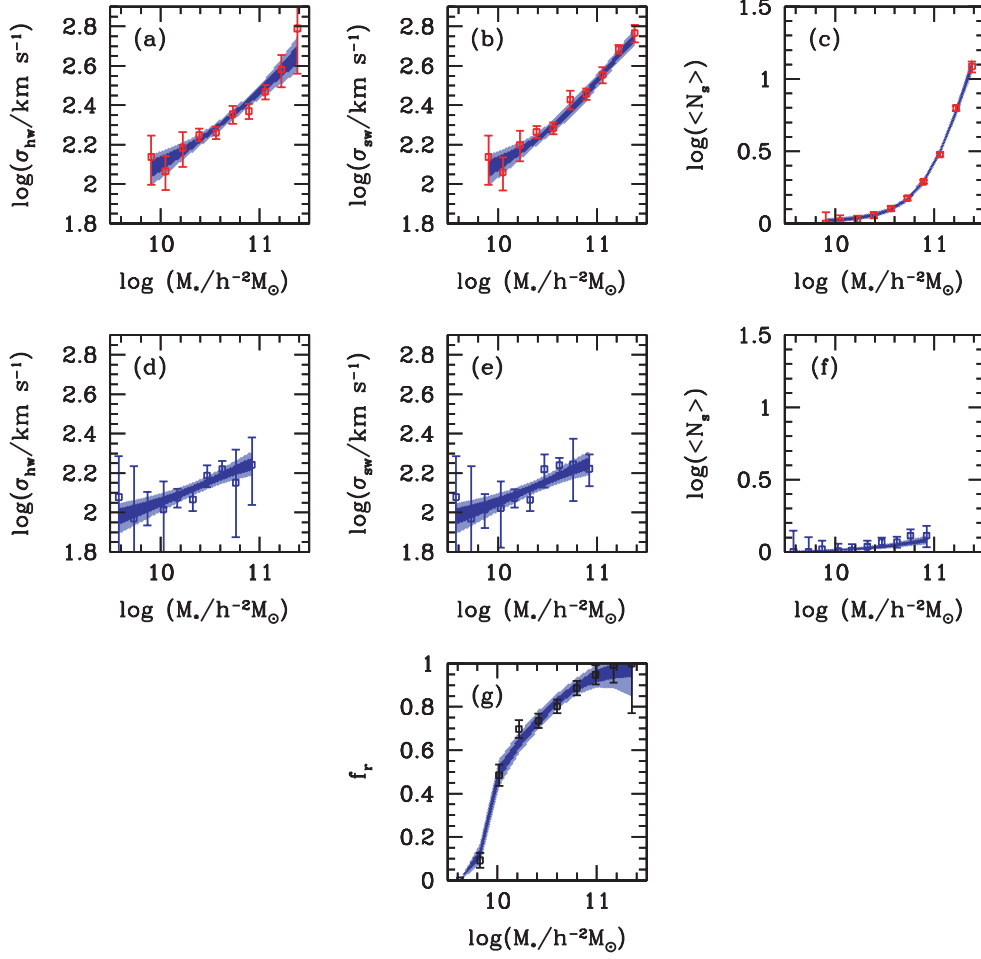 (a)
log(σhw/km s⁻¹)
2.8
2.6
2.4
2.2
2
1.8
10 11
log (M*/h⁻²M⊙)
(b)
log(σsw/km s⁻¹)
2.8
2.6
2.4
2.2
2
1.8
10 11
log (M*/h⁻²M⊙)
(c)
log(<Ns>)
1.5
1
0.5
0
10 11
log (M*/h⁻²M⊙)
(d)
log(σhw/km s⁻¹)
2.8
2.6
2.4
2.2
2
1.8
10 11
log (M*/h⁻²M⊙)
(e)
log(σsw/km s⁻¹)
2.8
2.6
2.4
2.2
2
1.8
10 11
log (M*/h⁻²M⊙)
(f)
log(<Ns>)
1.5
1
0.5
0
10 11
log (M*/h⁻²M⊙)
(g)
fr
1
0.8
0.6
0.4
0.2
0
10 11
log(M*/h⁻²M⊙)